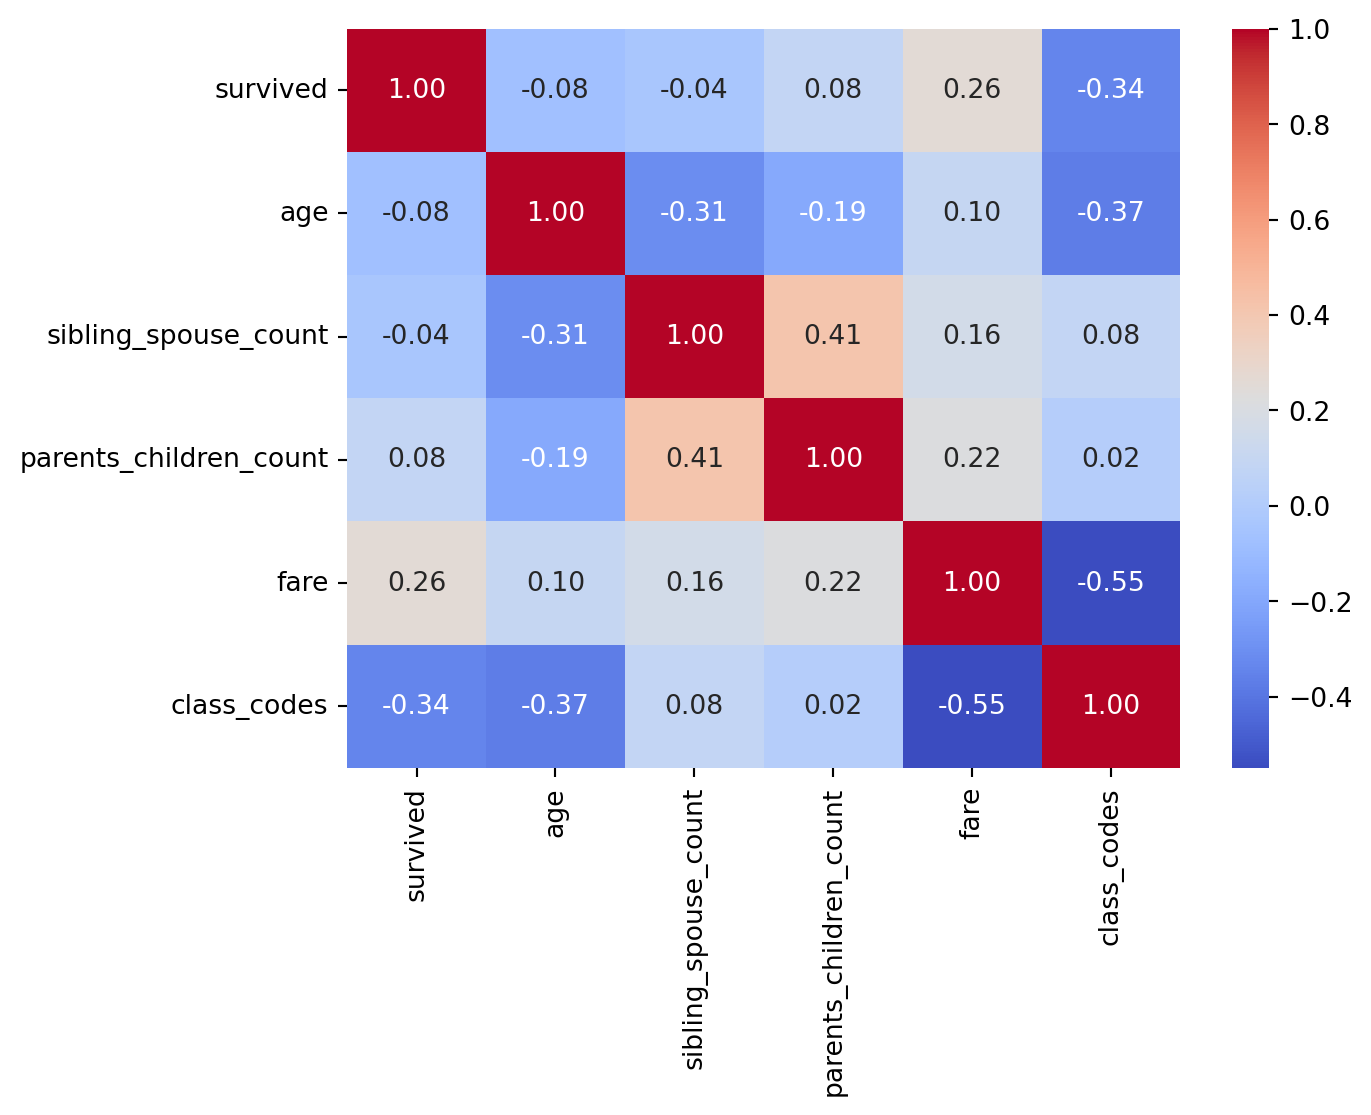 survived 1.00 -0.08 -0.04 0.08 0.26 -0.34
age -0.08 1.00 -0.31 -0.19 0.10 -0.37
sibling_spouse_count -0.04 -0.31 1.00 0.41 0.16 0.08
parents_children_count 0.08 -0.19 0.41 1.00 0.22 0.02
fare 0.26 0.10 0.16 0.22 1.00 -0.55
class_codes -0.34 -0.37 0.08 0.02 -0.55 1.00
survived
age
sibling_spouse_count
parents_children_count
fare
class_codes
1.0
0.8
0.6
0.4
0.2
0.0
−0.2
−0.4